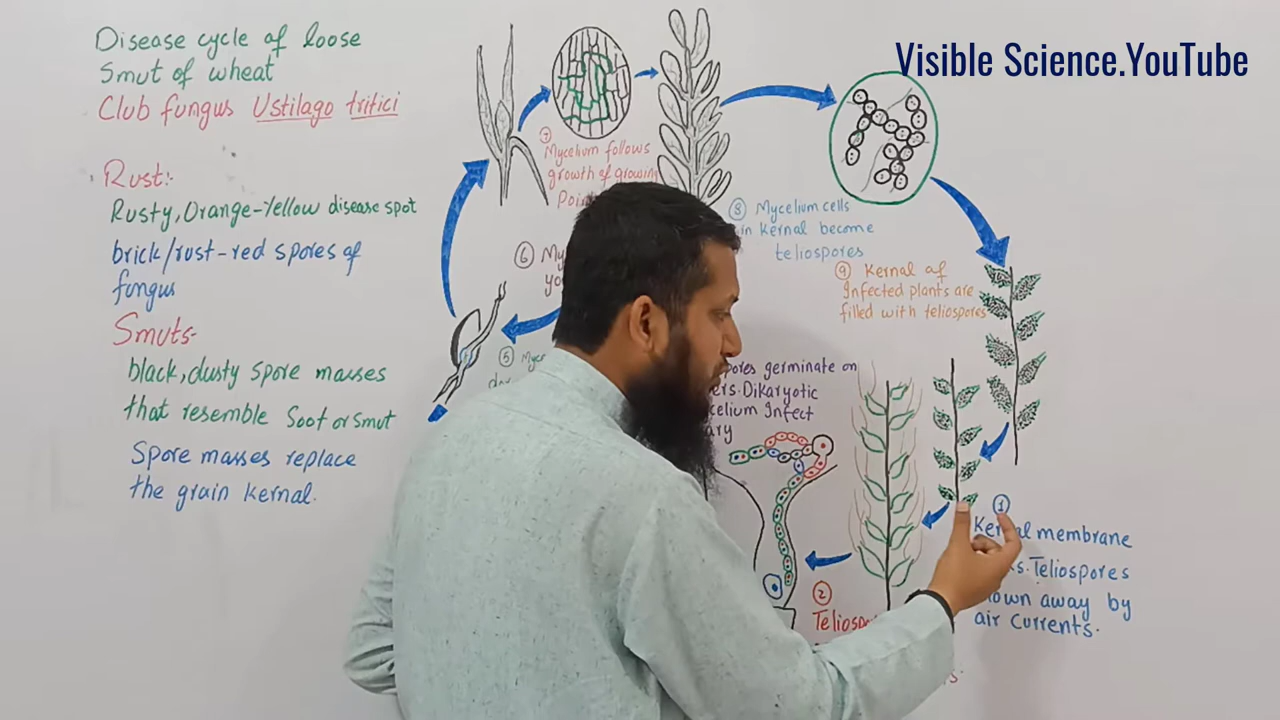 Visible Science.YouTube
Disease cycle of loose
Smut of wheat
Club fungus Ustilago tritici
Rust:-
Rusty, Orange-Yellow disease spot
brick/rust-red spores of
fungus
Smuts-
black, dusty spore masses
that resemble Soot or smut
Spore masses replace
the grain kernal.
7
Mycelium follows
growth of growing
8 Mycelium cells
in Kernal become
teliospores
9 Kernal of
Infected plants are
filled with teliospores
6
5
germinate on
Dikaryotic
Infect
1
Kernal membrane
Teliospores
away by
air currents.
2